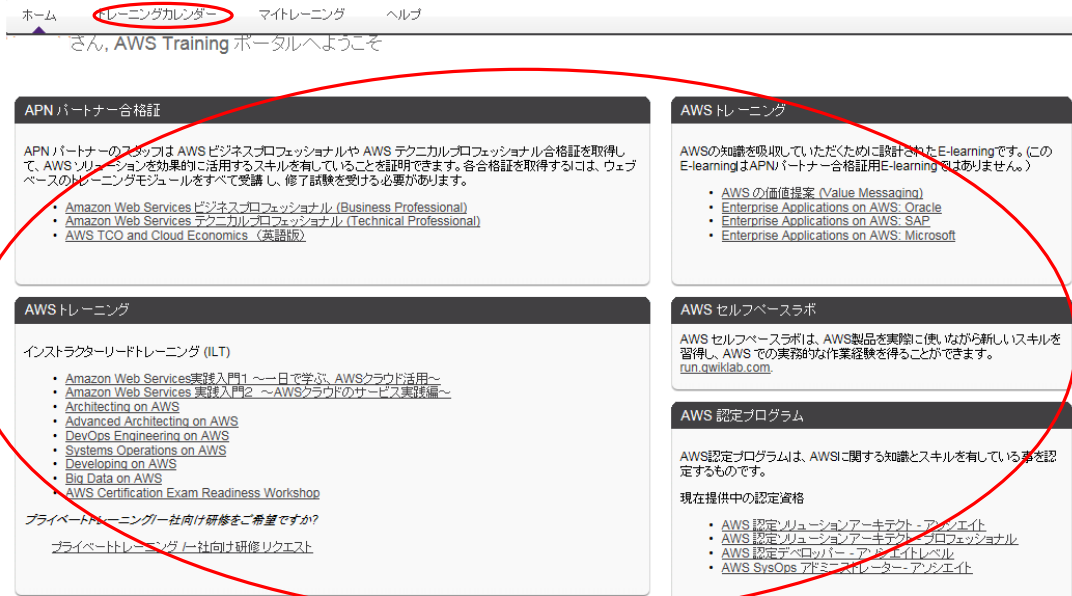 ホーム
トレーニングカレンダー
マイトレーニング
ヘルプ
さん, AWS Training ポータルへようこそ
APN パートナー合格証
APN パートナーのスタッフは AWS ビジネスプロフェッショナルや AWS テクニカルプロフェッショナル合格証を取得し
て、AWS ソリューションを効果的に活用するスキルを有していることを証明できます。各合格証を取得するには、ウェブ
ベースのトレーニングモジュールをすべて受講し、修了試験を受ける必要があります。
• Amazon Web Services ビジネスプロフェッショナル (Business Professional)
• Amazon Web Services テクニカルプロフェッショナル (Technical Professional)
• AWS TCO and Cloud Economics （英語版）
AWS トレーニング
AWSの知識を吸収していただくために設計されたE-learningです。(この
E-learningはAPNパートナー合格証用E-learningではありません。)
• AWS の価値提案 (Value Messaging)
• Enterprise Applications on AWS: Oracle
• Enterprise Applications on AWS: SAP
• Enterprise Applications on AWS: Microsoft
AWS トレーニング
インストラクターリードトレーニング (ILT)
• Amazon Web Services実践入門1 ～一日で学ぶ、AWSクラウド活用～
• Amazon Web Services 実践入門2 ～AWSクラウドのサービス実践編～
• Architecting on AWS
• Advanced Architecting on AWS
• DevOps Engineering on AWS
• Systems Operations on AWS
• Developing on AWS
• Big Data on AWS
• AWS Certification Exam Readiness Workshop
プライベートトレーニング/一社向け研修をご希望ですか?
プライベートトレーニング /一社向け研修リクエスト
AWS セルフペースラボ
AWS セルフペースラボは、AWS製品を実際に使いながら新しいスキルを
習得し、AWS での実務的な作業経験を得ることができます。
run.qwiklab.com.
AWS 認定プログラム
AWS認定プログラムは、AWSに関する知識とスキルを有している事を認
定するものです。
現在提供中の認定資格
• AWS 認定ソリューションアーキテクト - アソシエイト
• AWS 認定ソリューションアーキテクト - プロフェッショナル
• AWS 認定デベロッパー - アソシエイトレベル
• AWS SysOps アドミニストレーター- アソシエイト